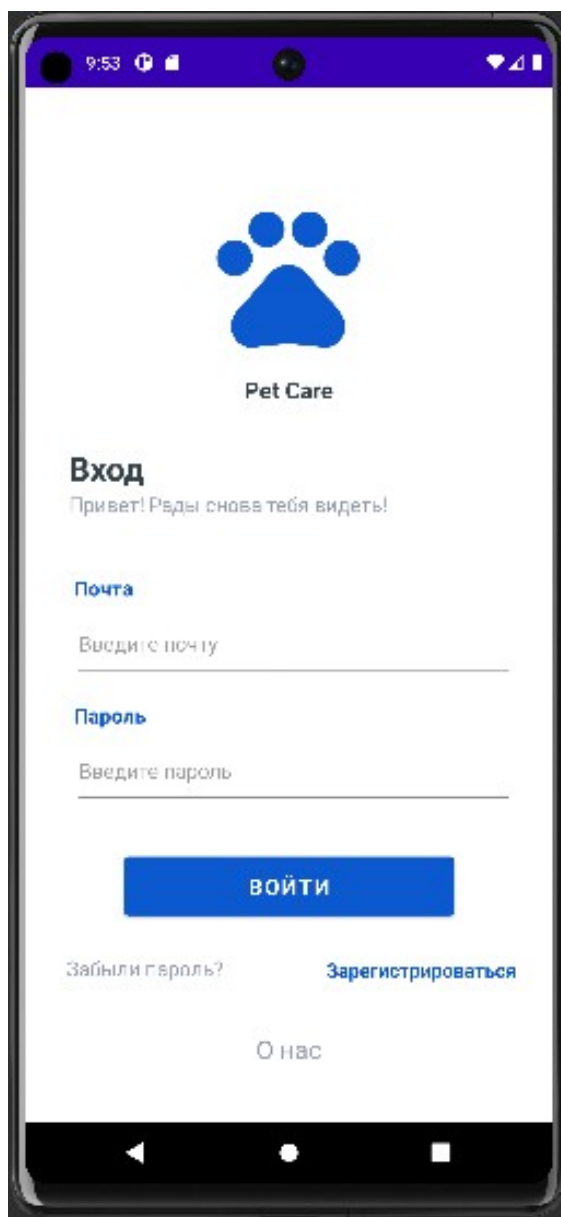 9:53
Pet Care
Вход
Привет! Рады снова тебя видеть!
Почта
Введите почту
Пароль
Введите пароль
ВОЙТИ
Забыли пароль? Зарегистрироваться
О нас